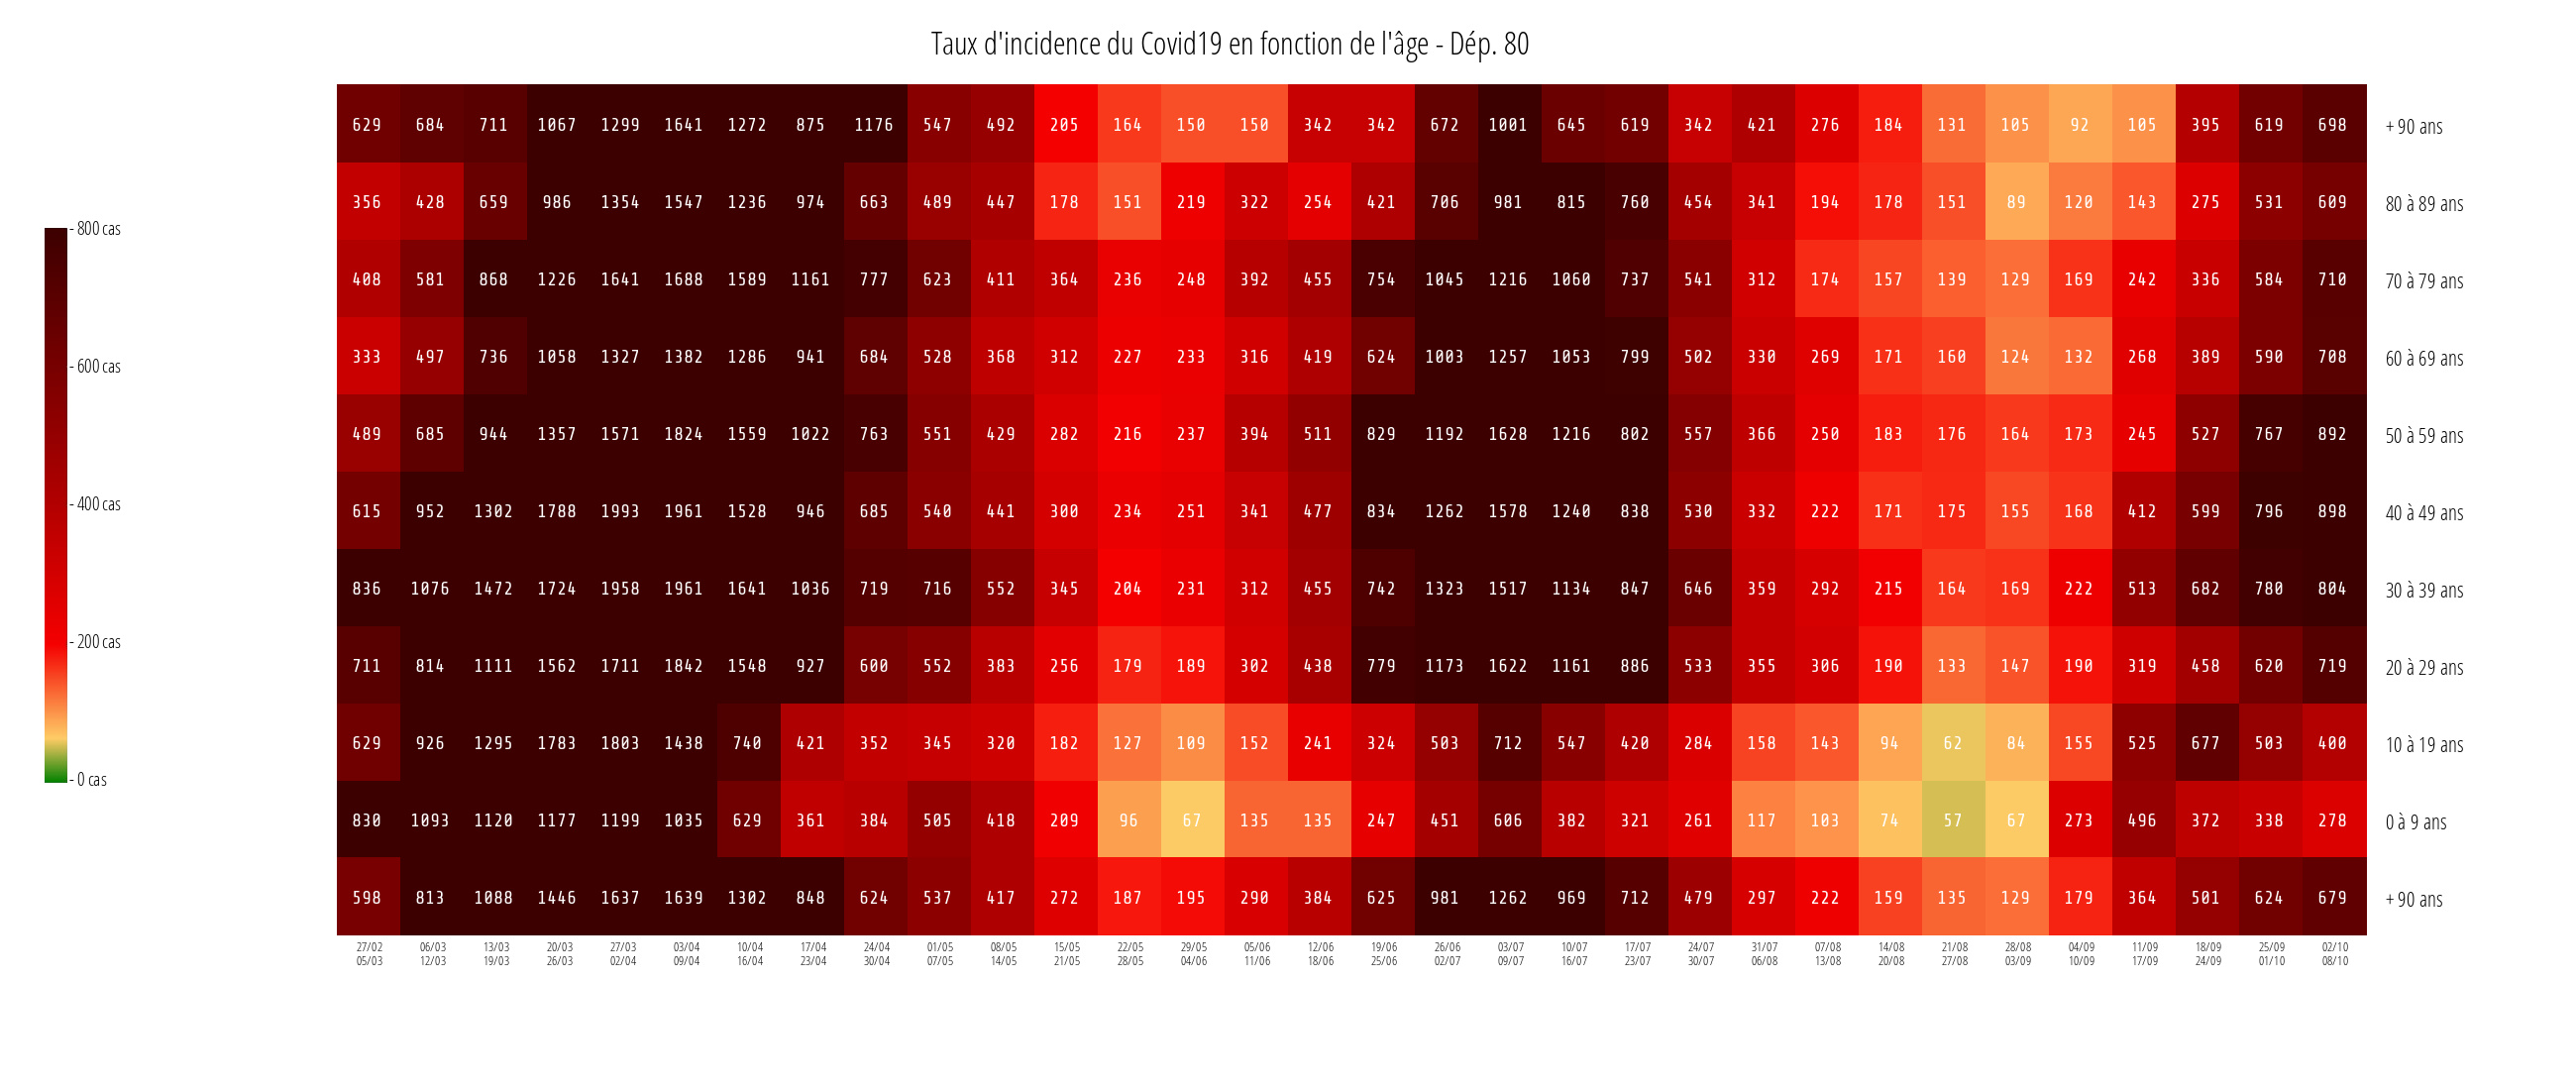 Taux d'incidence du Covid19 en fonction de l'âge - Dép. 80
- 800 cas
- 600 cas
- 400 cas
- 200 cas
- 0 cas
629 684 711 1067 1299 1641 1272 875 1176 547 492 205 164 150 150 342 342 672 1001 645 619 342 421 276 184 131 105 92 105 395 619 698 + 90 ans
356 428 659 986 1354 1547 1236 974 663 489 447 178 151 219 322 254 421 706 981 815 760 454 341 194 178 151 89 120 143 275 531 609 80 à 89 ans
408 581 868 1226 1641 1688 1589 1161 777 623 411 364 236 248 392 455 754 1045 1216 1060 737 541 312 174 157 139 129 169 242 336 584 710 70 à 79 ans
333 497 736 1058 1327 1382 1286 941 684 528 368 312 227 233 316 419 624 1003 1257 1053 799 502 330 269 171 160 124 132 268 389 590 708 60 à 69 ans
489 685 944 1357 1571 1824 1559 1022 763 551 429 282 216 237 394 511 829 1192 1628 1216 802 557 366 250 183 176 164 173 245 527 767 892 50 à 59 ans
615 952 1302 1788 1993 1961 1528 946 685 540 441 300 234 251 341 477 834 1262 1578 1240 838 530 332 222 171 175 155 168 412 599 796 898 40 à 49 ans
836 1076 1472 1724 1958 1961 1641 1036 719 716 552 345 204 231 312 455 742 1323 1517 1134 847 646 359 292 215 164 169 222 513 682 780 804 30 à 39 ans
711 814 1111 1562 1711 1842 1548 927 600 552 383 256 179 189 302 438 779 1173 1622 1161 886 533 355 306 190 133 147 190 319 458 620 719 20 à 29 ans
629 926 1295 1783 1803 1438 740 421 352 345 320 182 127 109 152 241 324 503 712 547 420 284 158 143 94 62 84 155 525 677 503 400 10 à 19 ans
830 1093 1120 1177 1199 1035 629 361 384 505 418 209 96 67 135 135 247 451 606 382 321 261 117 103 74 57 67 273 496 372 338 278 0 à 9 ans
598 813 1088 1446 1637 1639 1302 848 624 537 417 272 187 195 290 384 625 981 1262 969 712 479 297 222 159 135 129 179 364 501 624 679 + 90 ans
27/02 06/03 13/03 20/03 27/03 03/04 10/04 17/04 24/04 01/05 08/05 15/05 22/05 29/05 05/06 12/06 19/06 26/06 03/07 10/07 17/07 24/07 31/07 07/08 14/08 21/08 28/08 04/09 11/09 18/09 25/09 02/10
05/03 12/03 19/03 26/03 02/04 09/04 16/04 23/04 30/04 07/05 14/05 21/05 28/05 04/06 11/06 18/06 25/06 02/07 09/07 16/07 23/07 30/07 06/08 13/08 20/08 27/08 03/09 10/09 17/09 24/09 01/10 08/10